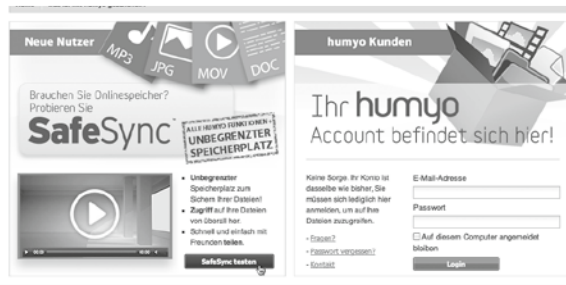 Neue Nutzer
MP3
JPG
MOV
DOC
Brauchen Sie Onlinespeicher?
Probieren Sie
SafeSync
ALLE HUMYO FUNKTIONEN +
UNBEGRENZTER
SPEICHERPLATZ
Unbegrenzter
Speicherplatz zum
Sichern Ihrer Dateien!
Zugriff auf Ihre Dateien
von überall her.
Schnell und einfach mit
Freunden teilen.
SafeSync testen
humyo Kunden
Ihr humyo
Account befindet sich hier!
Keine Sorge. Ihr Konto ist
dasselbe wie bisher, Sie
müssen sich lediglich hier
anmelden, um auf Ihre
Dateien zuzugreifen.
- Fragen?
- Passwort vergessen?
- Kontakt
E-Mail-Adresse
Passwort
Auf diesem Computer angemeldet
bleiben
Login